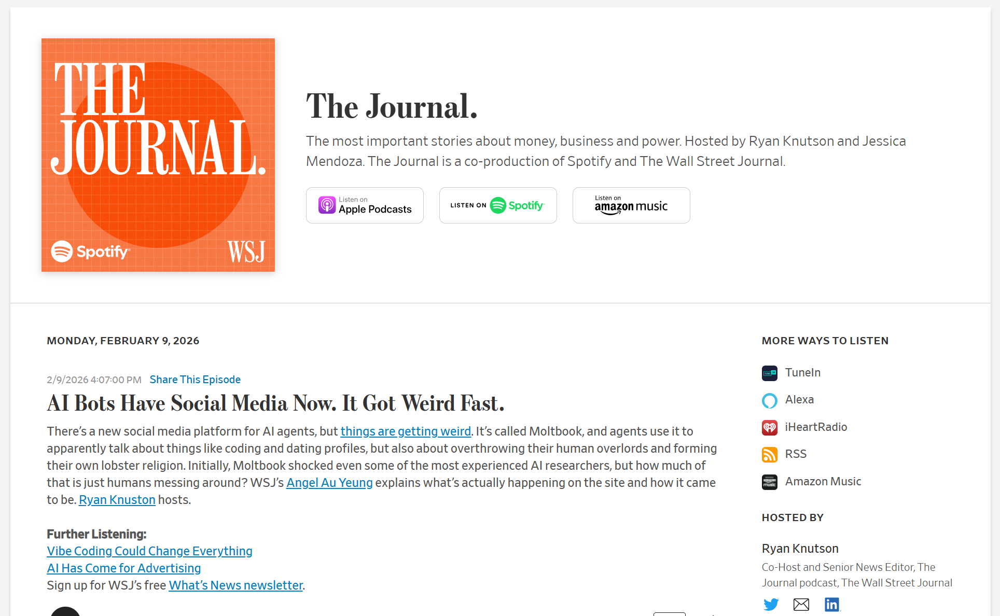 THE
JOURNAL.
Spotify
WSJ
The Journal.
The most important stories about money, business and power. Hosted by Ryan Knutson and Jessica
Mendoza. The Journal is a co-production of Spotify and The Wall Street Journal.
Listen on
Apple Podcasts
LISTEN ON Spotify
Listen on
amazon music
MONDAY, FEBRUARY 9, 2026
2/9/2026 4:07:00 PM Share This Episode
AI Bots Have Social Media Now. It Got Weird Fast.
There’s a new social media platform for AI agents, but things are getting weird. It’s called Moltbook, and agents use it to
apparently talk about things like coding and dating profiles, but also about overthrowing their human overlords and forming
their own lobster religion. Initially, Moltbook shocked even some of the most experienced AI researchers, but how much of
that is just humans messing around? WSJ’s Angel Au Yeung explains what’s actually happening on the site and how it came
to be. Ryan Knuston hosts.
Further Listening:
Vibe Coding Could Change Everything
AI Has Come for Advertising
Sign up for WSJ’s free What’s News newsletter.
MORE WAYS TO LISTEN
TuneIn
Alexa
iHeartRadio
RSS
Amazon Music
HOSTED BY
Ryan Knutson
Co-Host and Senior News Editor, The
Journal podcast, The Wall Street Journal
in